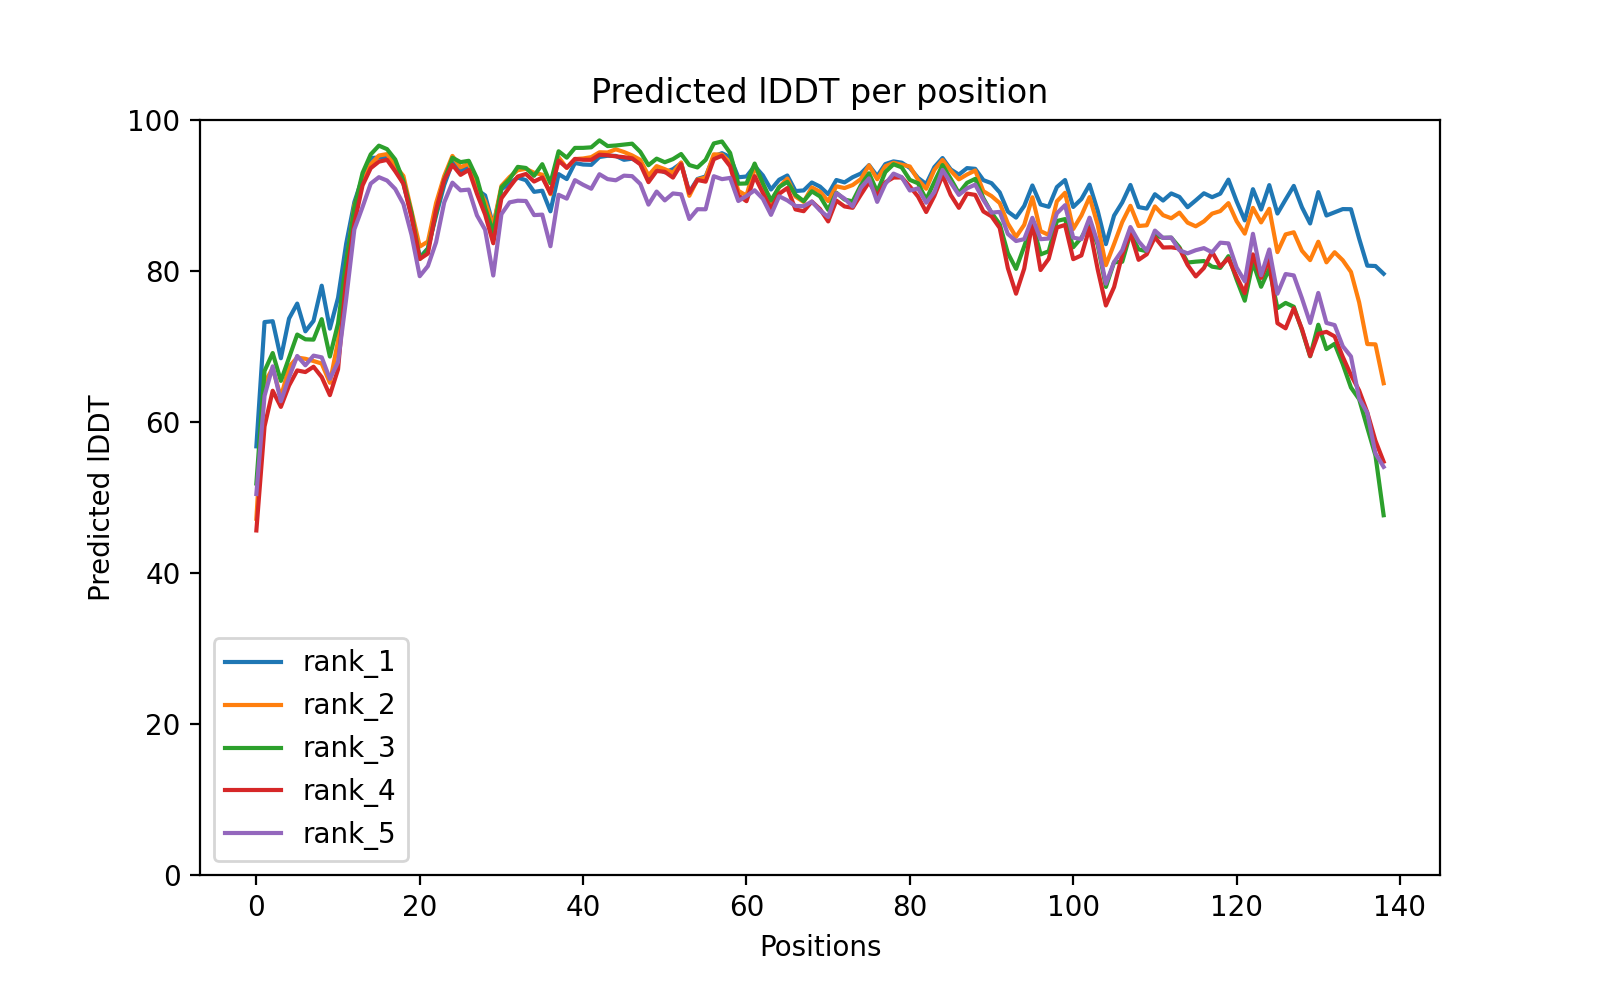 Predicted lDDT per position
100
80
60
40
20
0
Predicted lDDT
rank_1
rank_2
rank_3
rank_4
rank_5
0 20 40 60 80 100 120 140
Positions